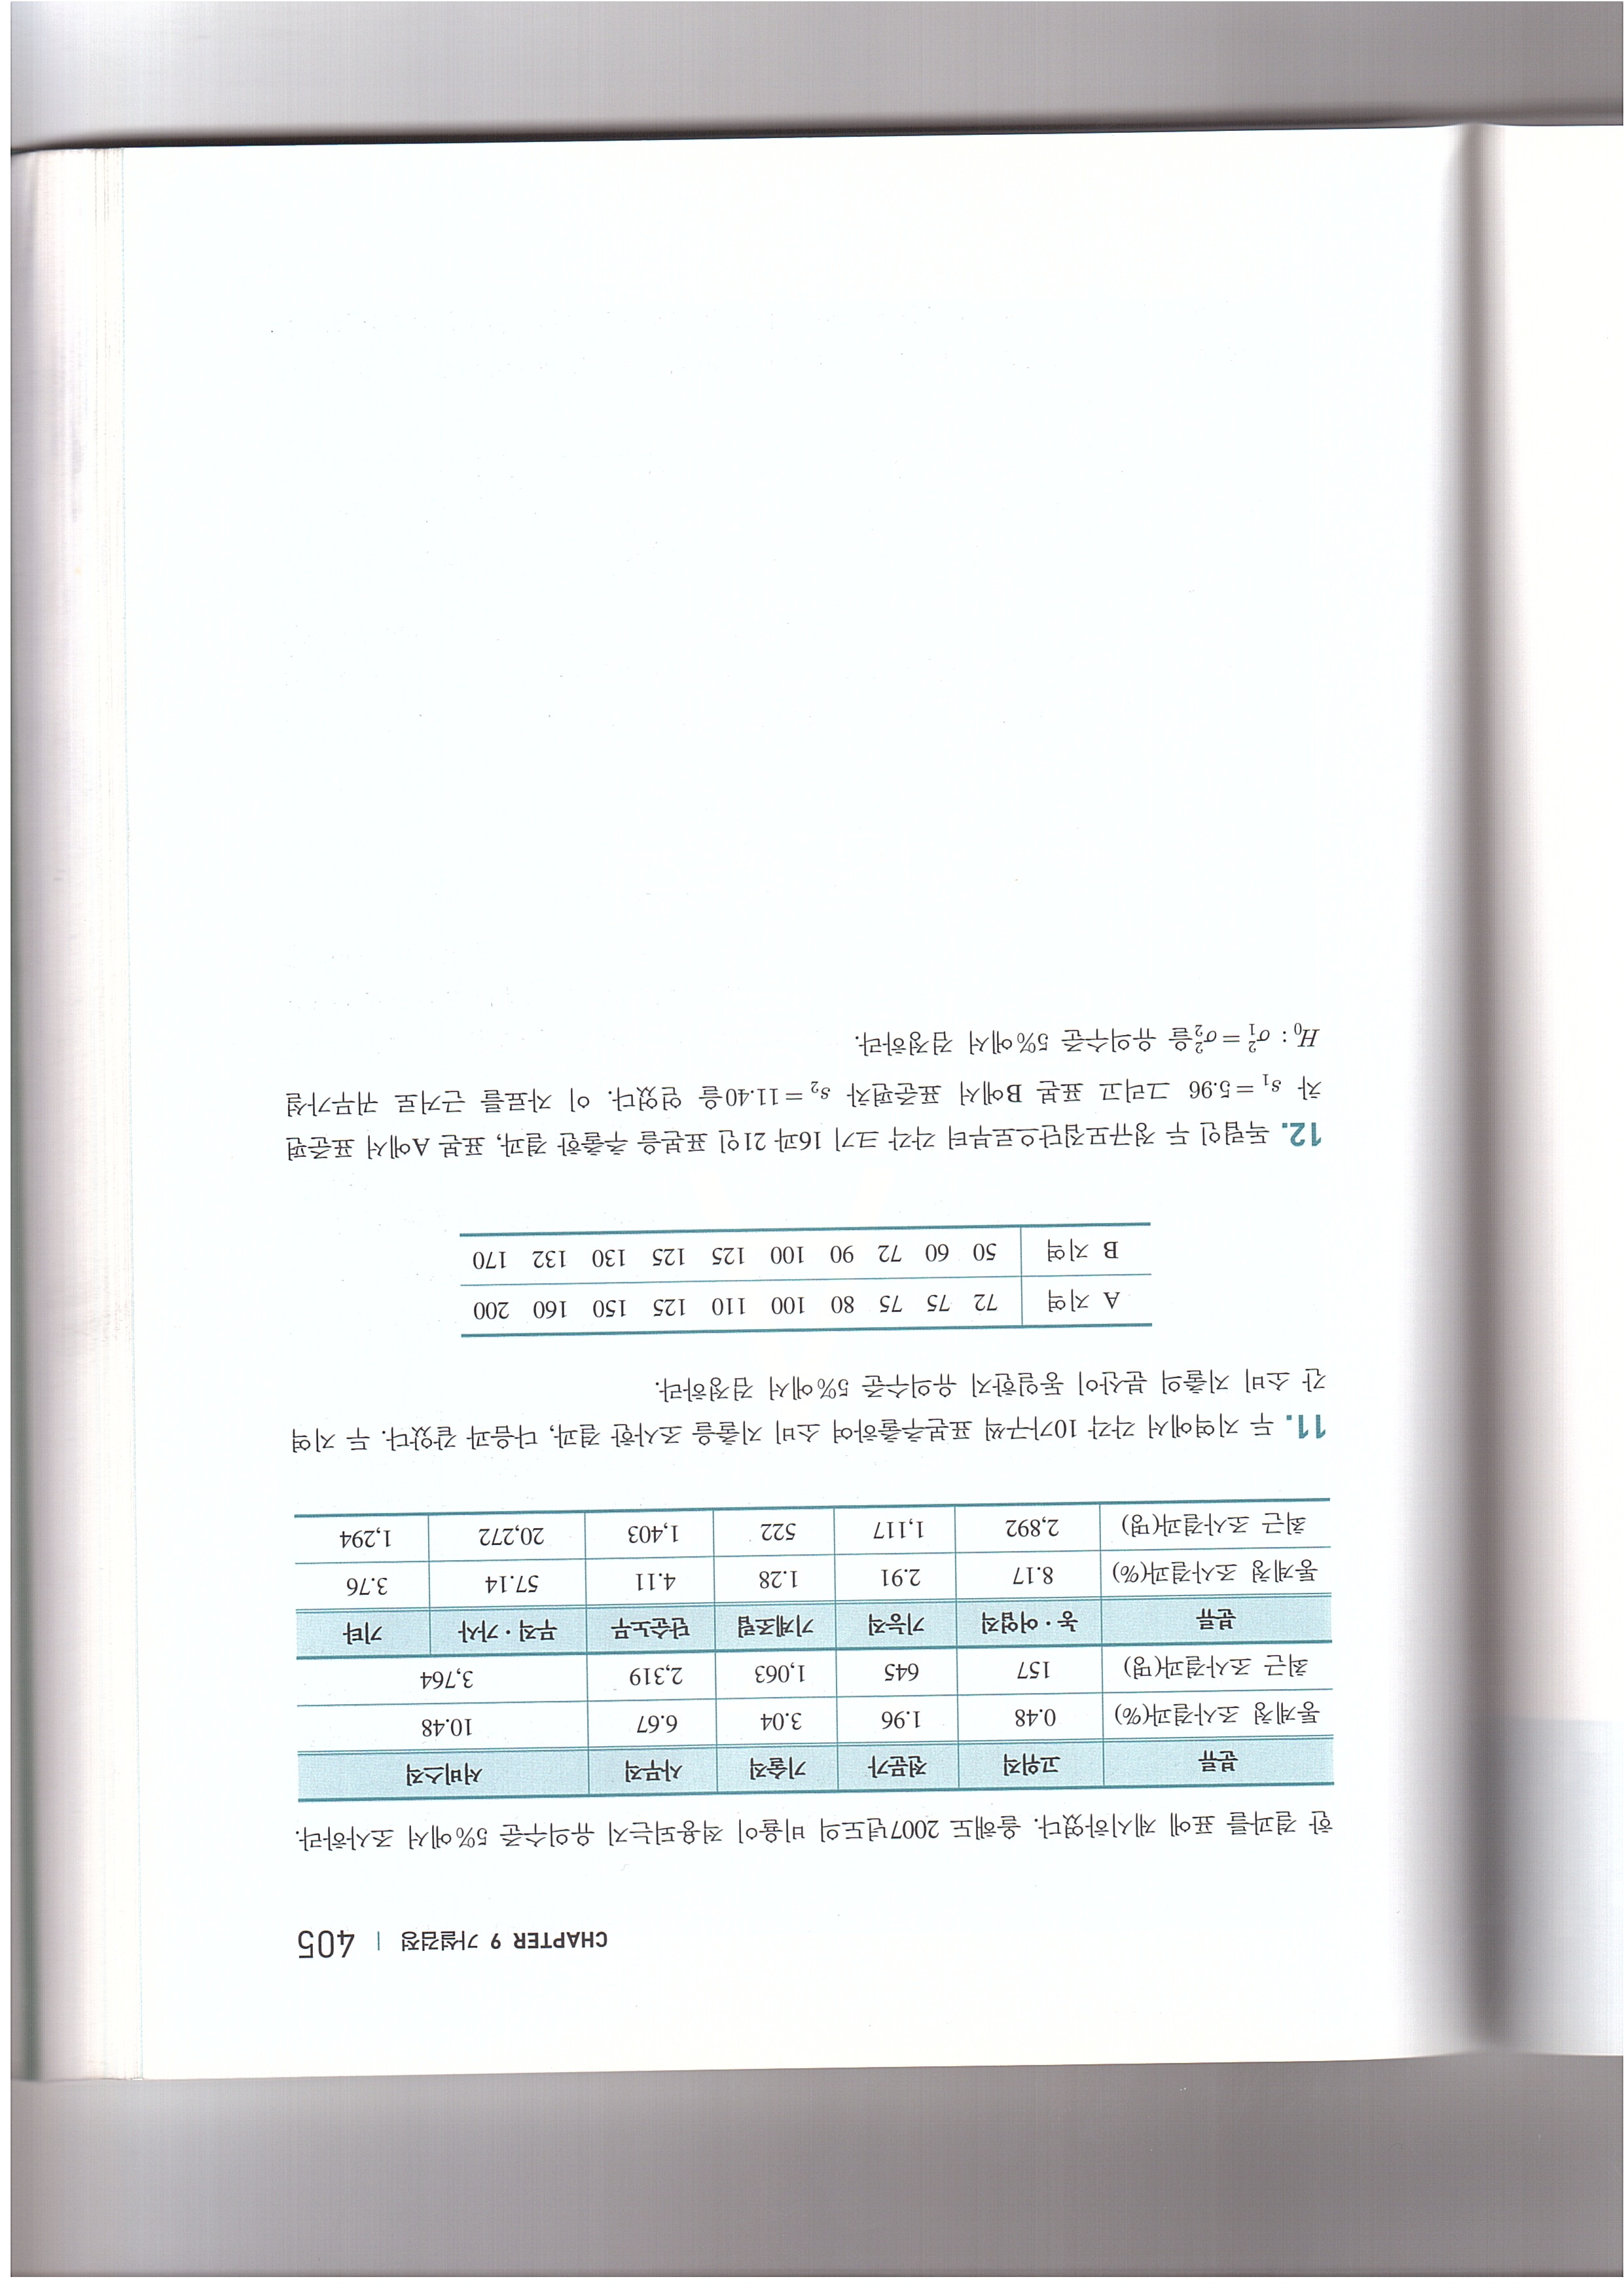 CHAPTER 9 가설검정 | 405
한 결과를 표에 제시하였다. 올해도 2007년도의 비율이 적용되는지 유의수준 5%에서 조사하라.
분류 고위직 전문가 기술직 사무직 서비스직
통계청 조사결과(%) 0.48 1.96 3.04 6.67 10.48
최근 조사결과(명) 157 645 1,063 2,319 3,764
분류 농·어업직 기능직 기계조립 단순노무 무직·가사 기타
통계청 조사결과(%) 8.17 2.91 1.28 4.11 57.14 3.76
최근 조사결과(명) 2,892 1,117 522 1,403 20,272 1,294
11. 두 지역에서 각각 10가구씩 표본추출하여 소비 지출을 조사한 결과, 다음과 같았다. 두 지역
간 소비 지출의 분산이 동일한지 유의수준 5%에서 검정하라.
A 지역 72 75 75 80 100 110 125 150 160 200
B 지역 50 60 72 90 100 125 125 130 132 170
12. 독립인 두 정규모집단으로부터 각각 크기 16과 21인 표본을 추출한 결과, 표본 A에서 표준편
차 s₁ = 5.96 그리고 표본 B에서 표준편차 s₂ = 11.40을 얻었다. 이 자료를 근거로 귀무가설
H₀ : σ₁² = σ₂²을 유의수준 5%에서 검정하라.